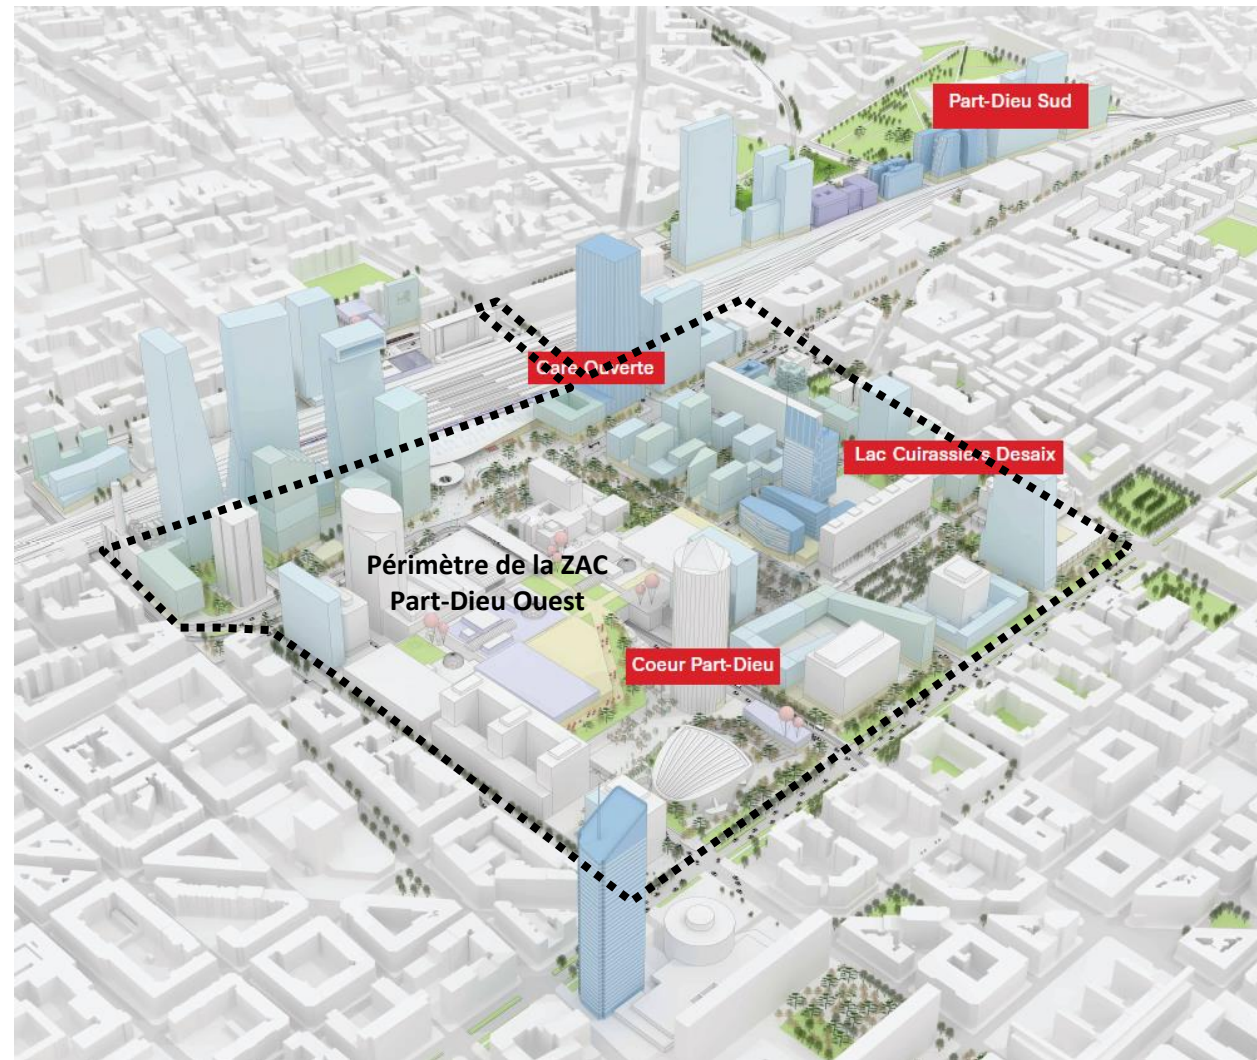 Part-Dieu Sud
Gare Ouverte
Lac Cuirassiers Desaix
Périmètre de la ZAC
Part-Dieu Ouest
Coeur Part-Dieu